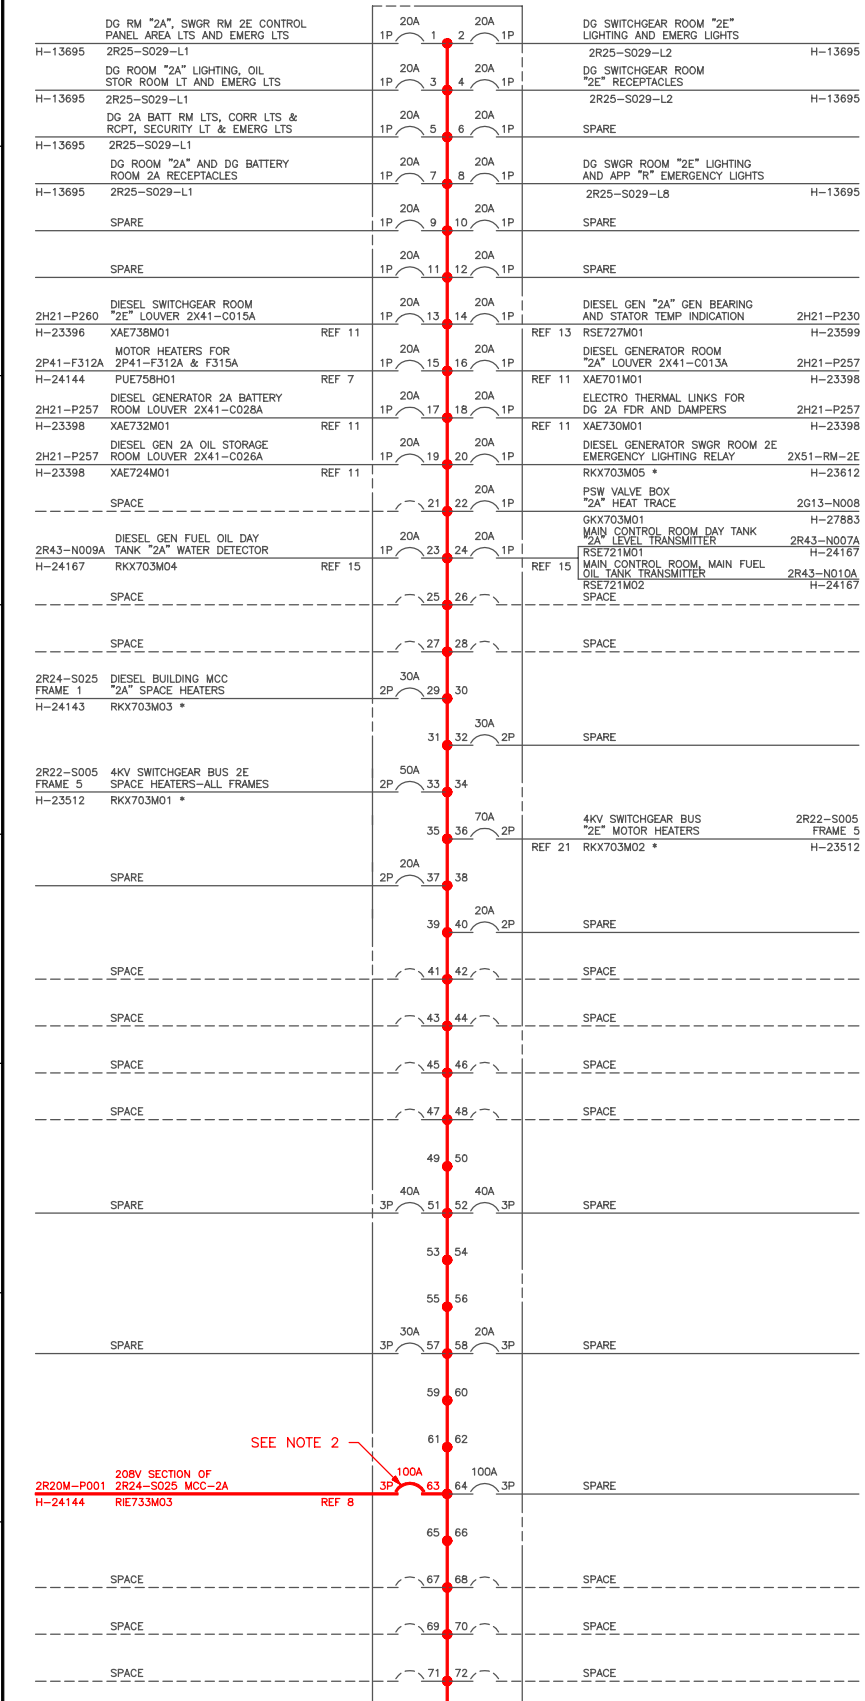 DG RM "2A", SWGR RM 2E CONTROL
PANEL AREA LTS AND EMERG LTS
20A
1P 1
2 20A 1P
DG SWITCHGEAR ROOM "2E"
LIGHTING AND EMERG LIGHTS
H-13695 2R25-S029-L1
2R25-S029-L2 H-13695
DG ROOM "2A" LIGHTING, OIL
STOR ROOM LT AND EMERG LTS
20A
1P 3
4 20A 1P
DG SWITCHGEAR ROOM
"2E" RECEPTACLES
H-13695 2R25-S029-L1
2R25-S029-L2 H-13695
DG 2A BATT RM LTS, CORR LTS &
RCPT, SECURITY LT & EMERG LTS
20A
1P 5
6 20A 1P
SPARE
H-13695 2R25-S029-L1
DG ROOM "2A" AND DG BATTERY
ROOM 2A RECEPTACLES
20A
1P 7
8 20A 1P
DG SWGR ROOM "2E" LIGHTING
AND APP "R" EMERGENCY LIGHTS
H-13695 2R25-S029-L1
2R25-S029-L8 H-13695
SPARE
20A
1P 9
10 20A 1P
SPARE
SPARE
20A
1P 11
12 20A 1P
SPARE
DIESEL SWITCHGEAR ROOM
2H21-P260 "2E" LOUVER 2X41-C015A
20A
1P 13
14 20A 1P
DIESEL GEN "2A" GEN BEARING
AND STATOR TEMP INDICATION 2H21-P230
H-23396 XAE738M01 REF 11
REF 13 RSE727M01 H-23599
MOTOR HEATERS FOR
2P41-F312A 2P41-F312A & F315A
20A
1P 15
16 20A 1P
DIESEL GENERATOR ROOM
"2A" LOUVER 2X41-C013A 2H21-P257
H-24144 PUE758H01 REF 7
REF 11 XAE701M01 H-23398
DIESEL GENERATOR 2A BATTERY
2H21-P257 ROOM LOUVER 2X41-C028A
20A
1P 17
18 20A 1P
ELECTRO THERMAL LINKS FOR
DG 2A FDR AND DAMPERS 2H21-P257
H-23398 XAE732M01 REF 11
REF 11 XAE730M01 H-23398
DIESEL GEN 2A OIL STORAGE
2H21-P257 ROOM LOUVER 2X41-C026A
20A
1P 19
20 20A 1P
DIESEL GENERATOR SWGR ROOM 2E
EMERGENCY LIGHTING RELAY 2X51-RM-2E
H-23398 XAE724M01 REF 11
RKX703M05 * H-23612
SPACE
21
22 20A 1P
PSW VALVE BOX
"2A" HEAT TRACE 2G13-N008
GKX703M01 H-27883
DIESEL GEN FUEL OIL DAY
2R43-N009A TANK "2A" WATER DETECTOR
20A
1P 23
24 20A 1P
MAIN CONTROL ROOM DAY TANK
"2A" LEVEL TRANSMITTER 2R43-N007A
RSE721M01 H-24167
H-24167 RKX703M04 REF 15
REF 15
MAIN CONTROL ROOM, MAIN FUEL
OIL TANK TRANSMITTER 2R43-N010A
RSE721M02 H-24167
SPACE
25
26
SPACE
SPACE
27
28
SPACE
2R24-S025 DIESEL BUILDING MCC
FRAME 1 "2A" SPACE HEATERS
30A
2P 29
30
H-24143 RKX703M03 *
31
32 30A 2P
SPARE
2R22-S005 4KV SWITCHGEAR BUS 2E
FRAME 5 SPACE HEATERS-ALL FRAMES
50A
2P 33
34
H-23512 RKX703M01 *
35
36 70A 2P
4KV SWITCHGEAR BUS 2R22-S005
"2E" MOTOR HEATERS FRAME 5
REF 21 RKX703M02 * H-23512
SPARE
20A
2P 37
38
39
40 20A 2P
SPARE
SPACE
41
42
SPACE
SPACE
43
44
SPACE
SPACE
45
46
SPACE
SPACE
47
48
SPACE
49
50
SPARE
40A
3P 51
52 40A 3P
SPARE
53
54
55
56
SPARE
30A
3P 57
58 20A 3P
SPARE
59
60
61
62
SEE NOTE 2
208V SECTION OF
2R20M-P001 2R24-S025 MCC-2A
100A
3P 63
64 100A 3P
SPARE
H-24144 RIE733M03 REF 8
65
66
SPACE
67
68
SPACE
SPACE
69
70
SPACE
SPACE
71
72
SPACE